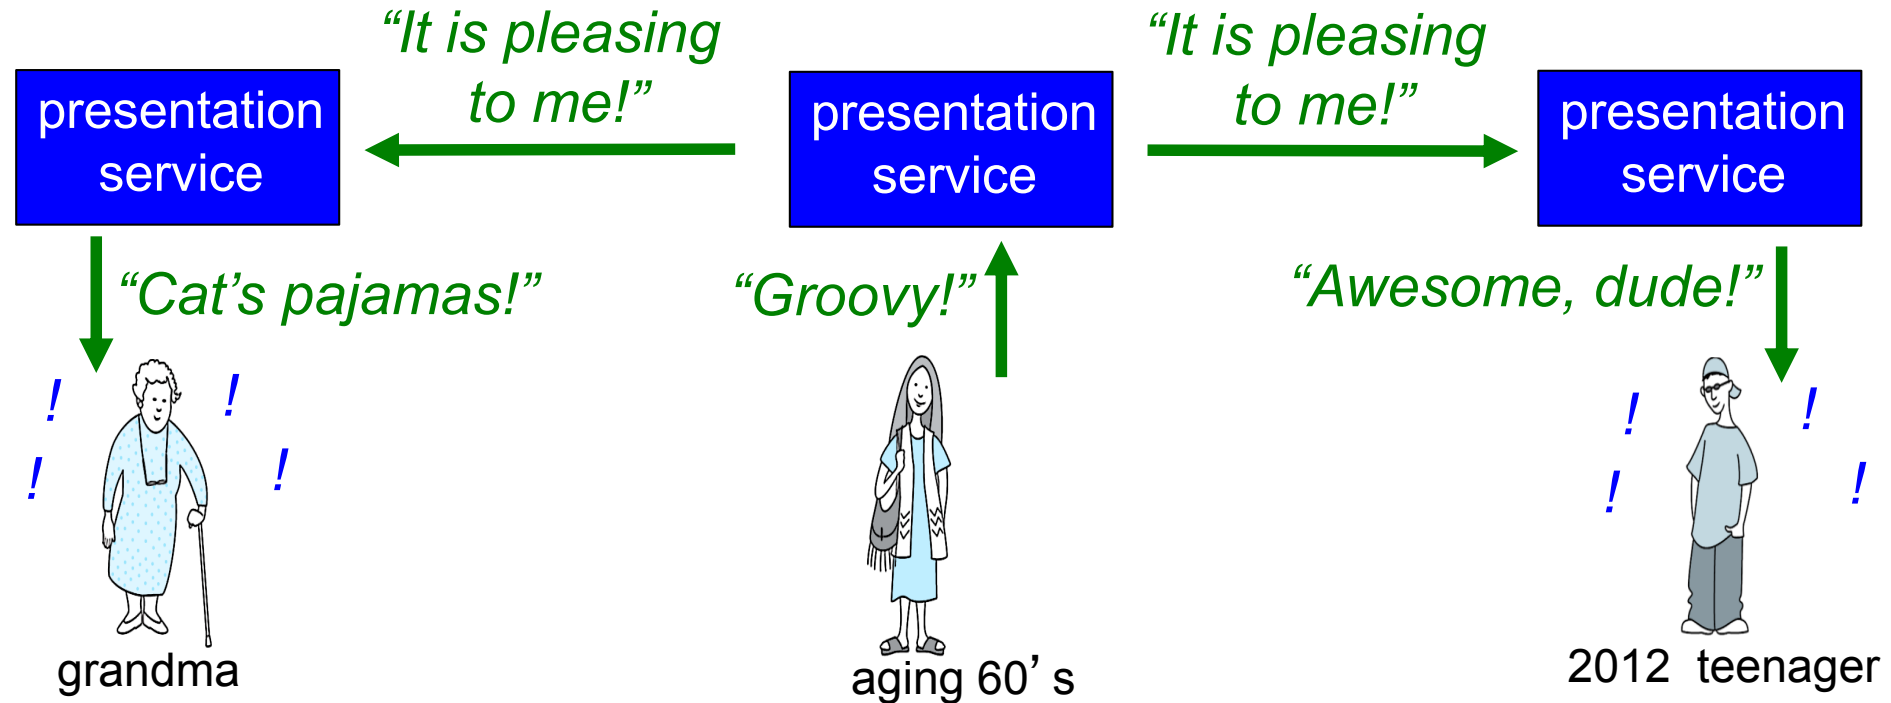 “It is pleasing
to me!”
“It is pleasing
to me!”
presentation
service
presentation
service
presentation
service
“Cat’s pajamas!”
“Groovy!”
“Awesome, dude!”
! ! ! !
! ! ! !
grandma
aging 60’ s
2012 teenager